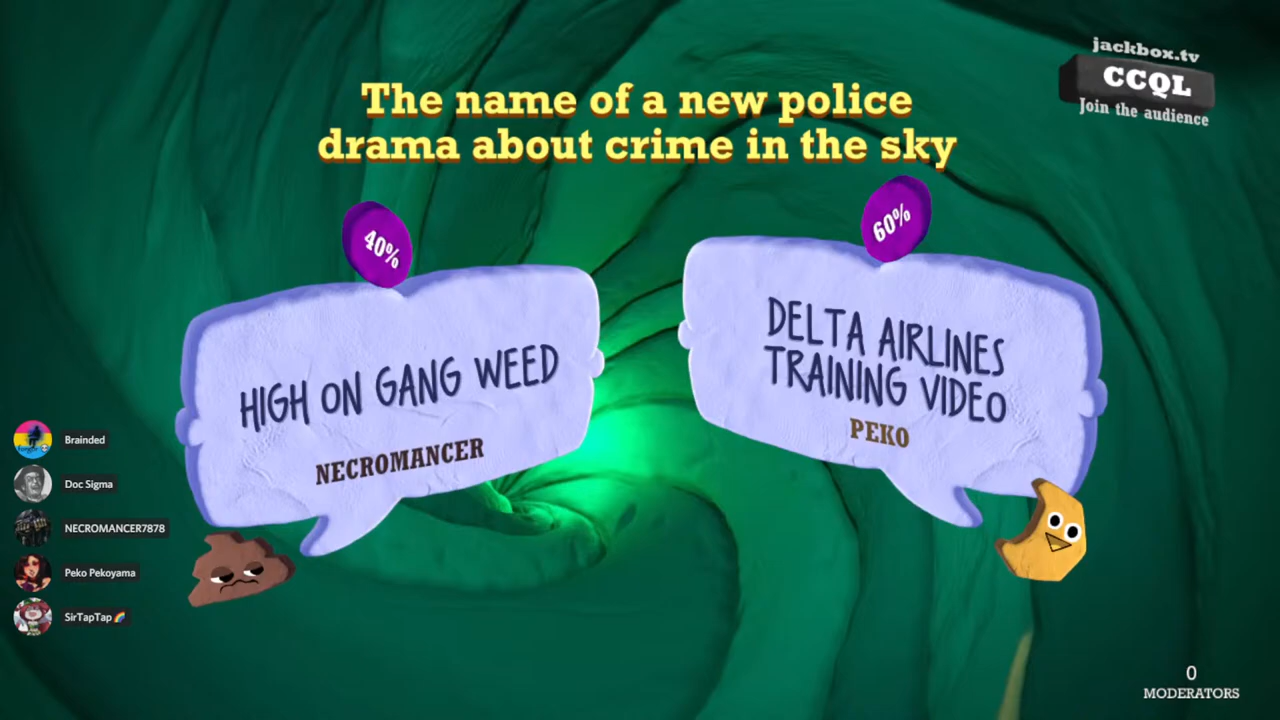 jackbox.tv
CCQL
Join the audience
The name of a new police
drama about crime in the sky
40%
60%
HIGH ON GANG WEED
NECROMANCER
DELTA AIRLINES
TRAINING VIDEO
PEKO
Brainded
Doc Sigma
NECROMANCER7878
Peko Pekoyama
SirTapTap🌈
0
MODERATORS